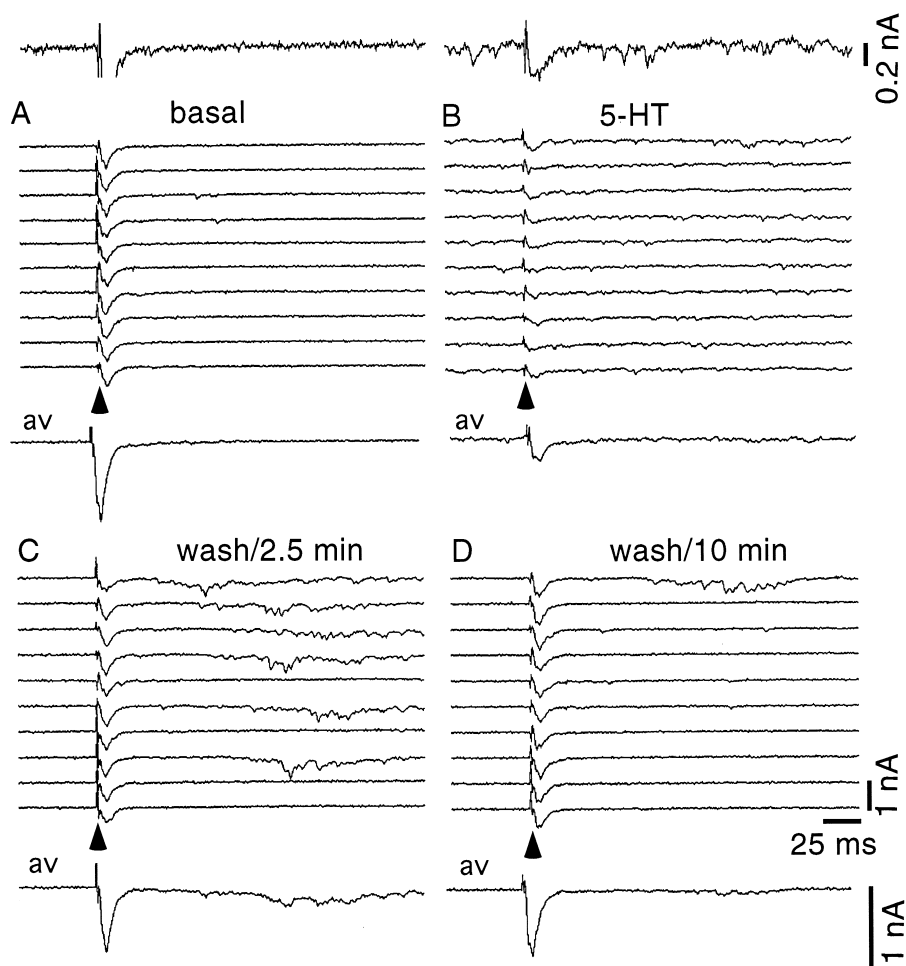 0.2 nA
A basal
B 5-HT
av
av
C wash/2.5 min
D wash/10 min
1 nA
25 ms
av
av
1 nA